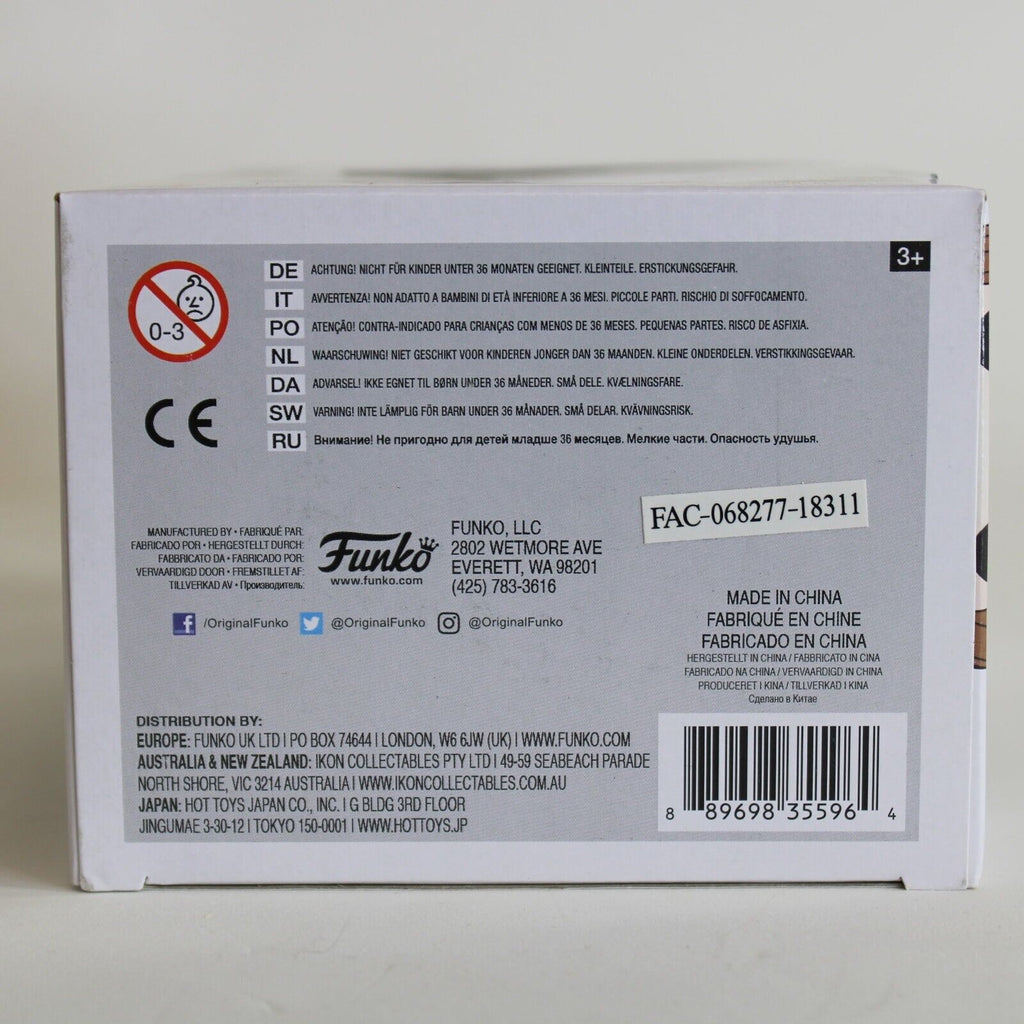 3+
0-3
DE ACHTUNG! NICHT FÜR KINDER UNTER 36 MONATEN GEEIGNET. KLEINTEILE. ERSTICKUNGSGEFAHR.
IT AVVERTENZA! NON ADATTO A BAMBINI DI ETÀ INFERIORE A 36 MESI. PICCOLE PARTI. RISCHIO DI SOFFOCAMENTO.
PO ATENÇÃO! CONTRA-INDICADO PARA CRIANÇAS COM MENOS DE 36 MESES. PEQUENAS PARTES. RISCO DE ASFIXIA.
NL WAARSCHUWING! NIET GESCHIKT VOOR KINDEREN JONGER DAN 36 MAANDEN. KLEINE ONDERDELEN. VERSTIKKINGSGEVAAR.
DA ADVARSEL! IKKE EGNET TIL BØRN UNDER 36 MÅNEDER. SMÅ DELE. KVÆLNINGSFARE.
SW VARNING! INTE LÄMPLIG FÖR BARN UNDER 36 MÅNADER. SMÅ DELAR. KVÄVNINGSRISK.
RU Внимание! Не пригодно для детей младше 36 месяцев. Мелкие части. Опасность удушья.
CE
FAC-068277-18311
MANUFACTURED BY • FABRIQUÉ PAR:
FABRICADO POR • HERGESTELLT DURCH:
FABBRICATO DA • FABRICADO POR:
VERVAARDIGD DOOR • FREMSTILLET AF:
TILLVERKAD AV • Производитель:
Funko
www.funko.com
FUNKO, LLC
2802 WETMORE AVE
EVERETT, WA 98201
(425) 783-3616
/OriginalFunko @OriginalFunko @OriginalFunko
MADE IN CHINA
FABRIQUÉ EN CHINE
FABRICADO EN CHINA
HERGESTELLT IN CHINA / FABBRICATO IN CINA
FABRICADO NA CHINA / VERVAARDIGD IN CHINA
PRODUCERET I KINA / TILLVERKAD I KINA
Сделано в Китае
DISTRIBUTION BY:
EUROPE: FUNKO UK LTD | PO BOX 74644 | LONDON, W6 6JW (UK) | WWW.FUNKO.COM
AUSTRALIA & NEW ZEALAND: IKON COLLECTABLES PTY LTD | 49-59 SEABEACH PARADE
NORTH SHORE, VIC 3214 AUSTRALIA | WWW.IKONCOLLECTABLES.COM.AU
JAPAN: HOT TOYS JAPAN CO., INC. | G BLDG 3RD FLOOR
JINGUMAE 3-30-12 | TOKYO 150-0001 | WWW.HOTTOYS.JP
8 89698 35596 4